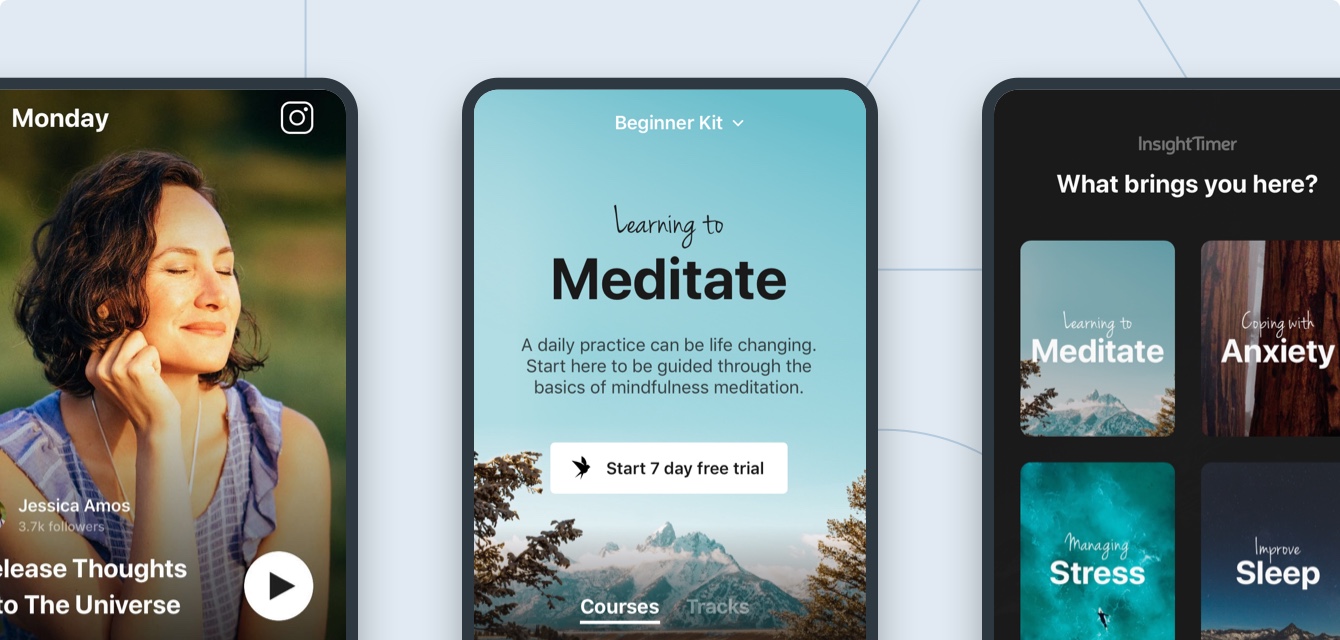 Monday
Jessica Amos
3.7k followers
elease Thoughts
to The Universe
Beginner Kit
Learning to
Meditate
A daily practice can be life changing.
Start here to be guided through the
basics of mindfulness meditation.
Start 7 day free trial
Courses Tracks
InsightTimer
What brings you here?
Learning to
Meditate
Coping with
Anxiety
Managing
Stress
Improve
Sleep